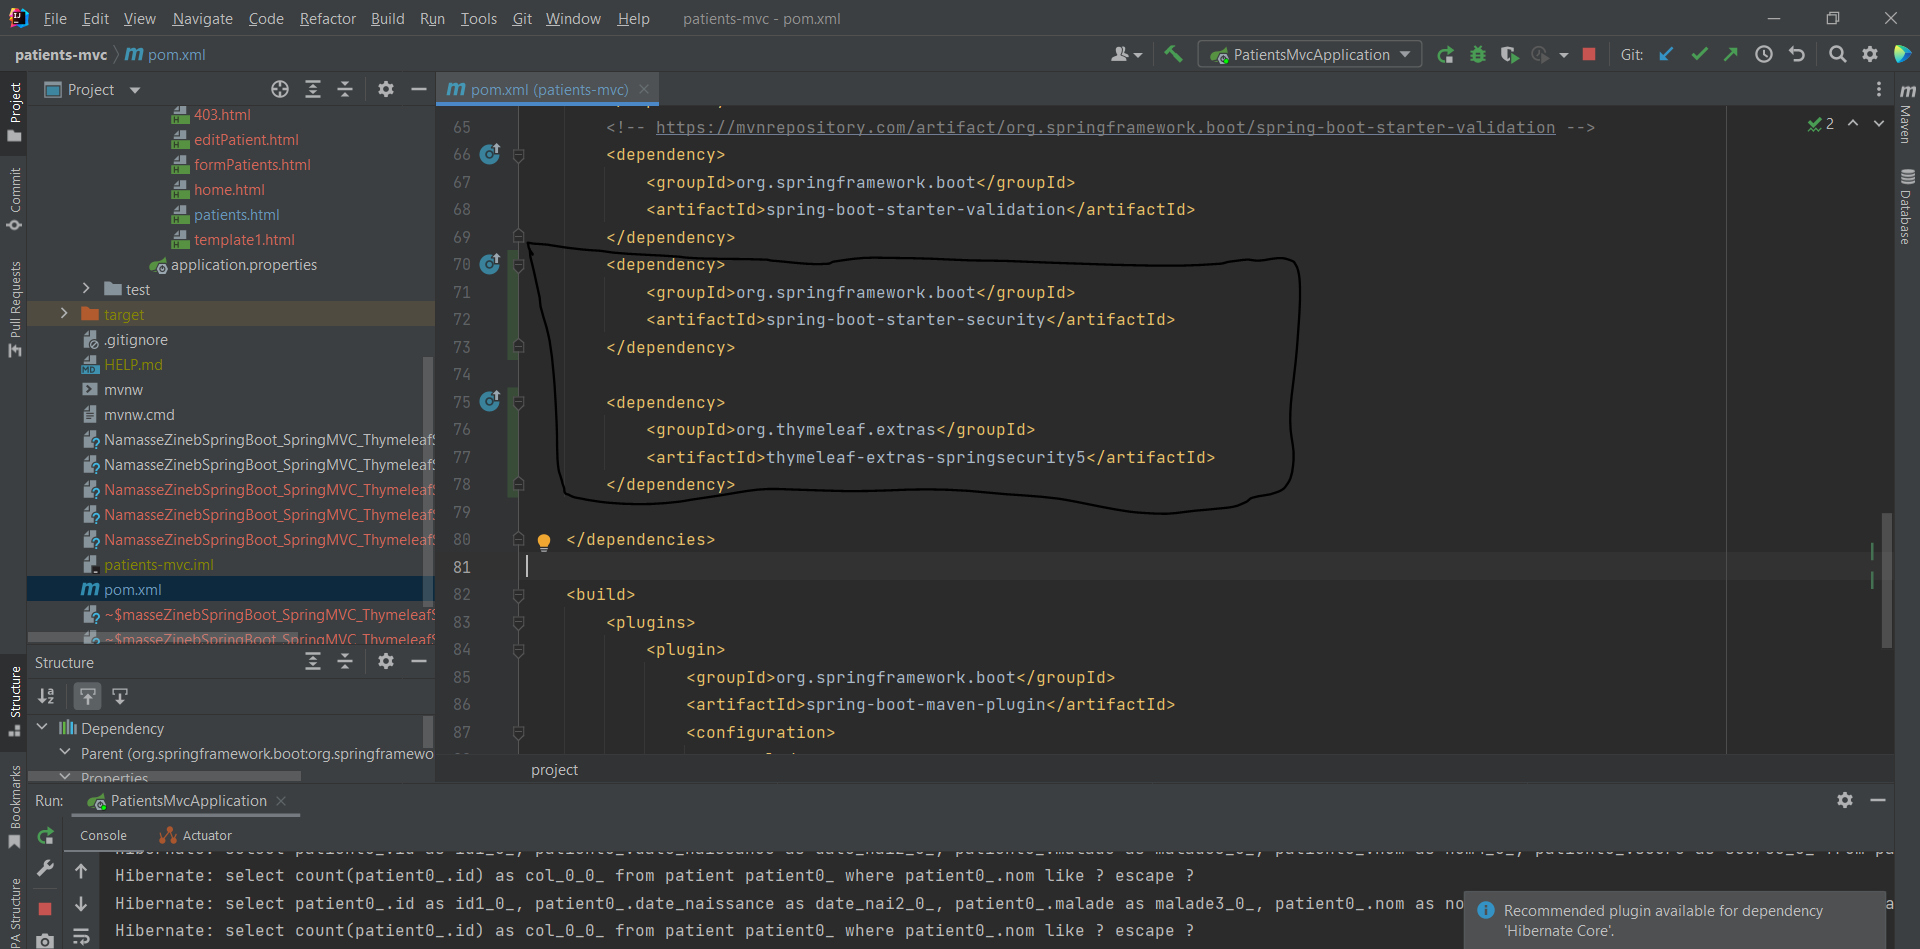 File Edit View Navigate Code Refactor Build Run Tools Git Window Help patients-mvc - pom.xml
patients-mvc pom.xml
PatientsMvcApplication
Git:
Project
pom.xml (patients-mvc)
403.html
editPatient.html
formPatients.html
home.html
patients.html
template1.html
application.properties
test
target
.gitignore
HELP.md
mvnw
mvnw.cmd
NamasseZinebSpringBoot_SpringMVC_ThymeleafS
NamasseZinebSpringBoot_SpringMVC_ThymeleafS
NamasseZinebSpringBoot_SpringMVC_ThymeleafS
NamasseZinebSpringBoot_SpringMVC_ThymeleafS
NamasseZinebSpringBoot_SpringMVC_ThymeleafS
patients-mvc.iml
pom.xml
~$masseZinebSpringBoot_SpringMVC_ThymeleafS
~$masseZinebSpringBoot_SpringMVC_ThymeleafS
65 <!-- https://mvnrepository.com/artifact/org.springframework.boot/spring-boot-starter-validation -->
66 <dependency>
67 <groupId>org.springframework.boot</groupId>
68 <artifactId>spring-boot-starter-validation</artifactId>
69 </dependency>
70 <dependency>
71 <groupId>org.springframework.boot</groupId>
72 <artifactId>spring-boot-starter-security</artifactId>
73 </dependency>
74
75 <dependency>
76 <groupId>org.thymeleaf.extras</groupId>
77 <artifactId>thymeleaf-extras-springsecurity5</artifactId>
78 </dependency>
79
80 </dependencies>
81
82 <build>
83 <plugins>
84 <plugin>
85 <groupId>org.springframework.boot</groupId>
86 <artifactId>spring-boot-maven-plugin</artifactId>
87 <configuration>
2
project
Project
Commit
Pull Requests
Structure
Bookmarks
PA Structure
Maven
Database
Structure
Dependency
Parent (org.springframework.boot:org.springframewo
Properties
Run: PatientsMvcApplication
Console Actuator
Hibernate: select count(patient0_.id) as col_0_0_ from patient patient0_ where patient0_.nom like ? escape ?
Hibernate: select patient0_.id as id1_0_, patient0_.date_naissance as date_nai2_0_, patient0_.malade as malade3_0_, patient0_.nom as no
Hibernate: select count(patient0_.id) as col_0_0_ from patient patient0_ where patient0_.nom like ? escape ?
Recommended plugin available for dependency
'Hibernate Core'.